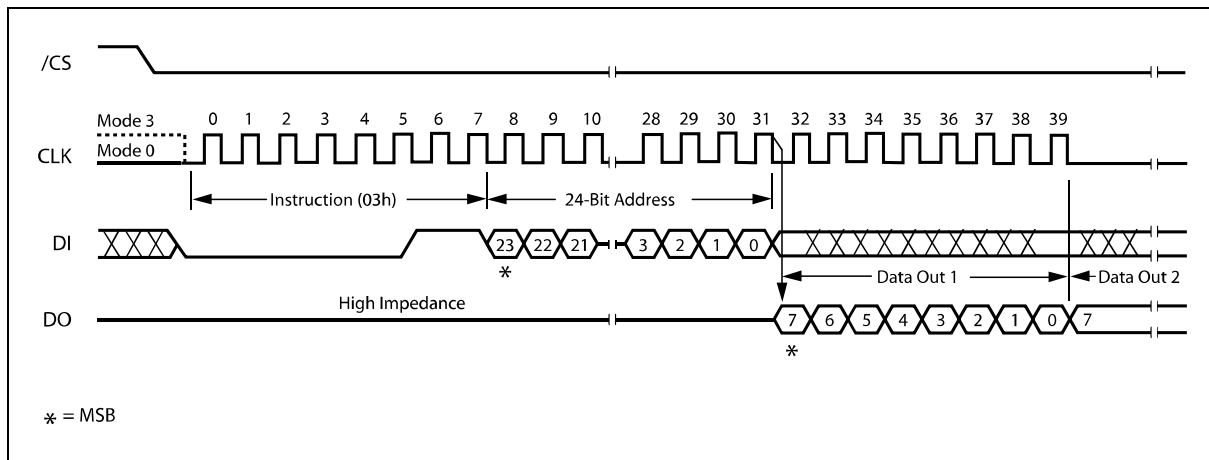 /CS
Mode 3
0 1 2 3 4 5 6 7 8 9 10 28 29 30 31 32 33 34 35 36 37 38 39
CLK
Mode 0
Instruction (03h)
24-Bit Address
DI
23 22 21 3 2 1 0
*
Data Out 1
Data Out 2
High Impedance
DO
7 6 5 4 3 2 1 0 7
*
* = MSB